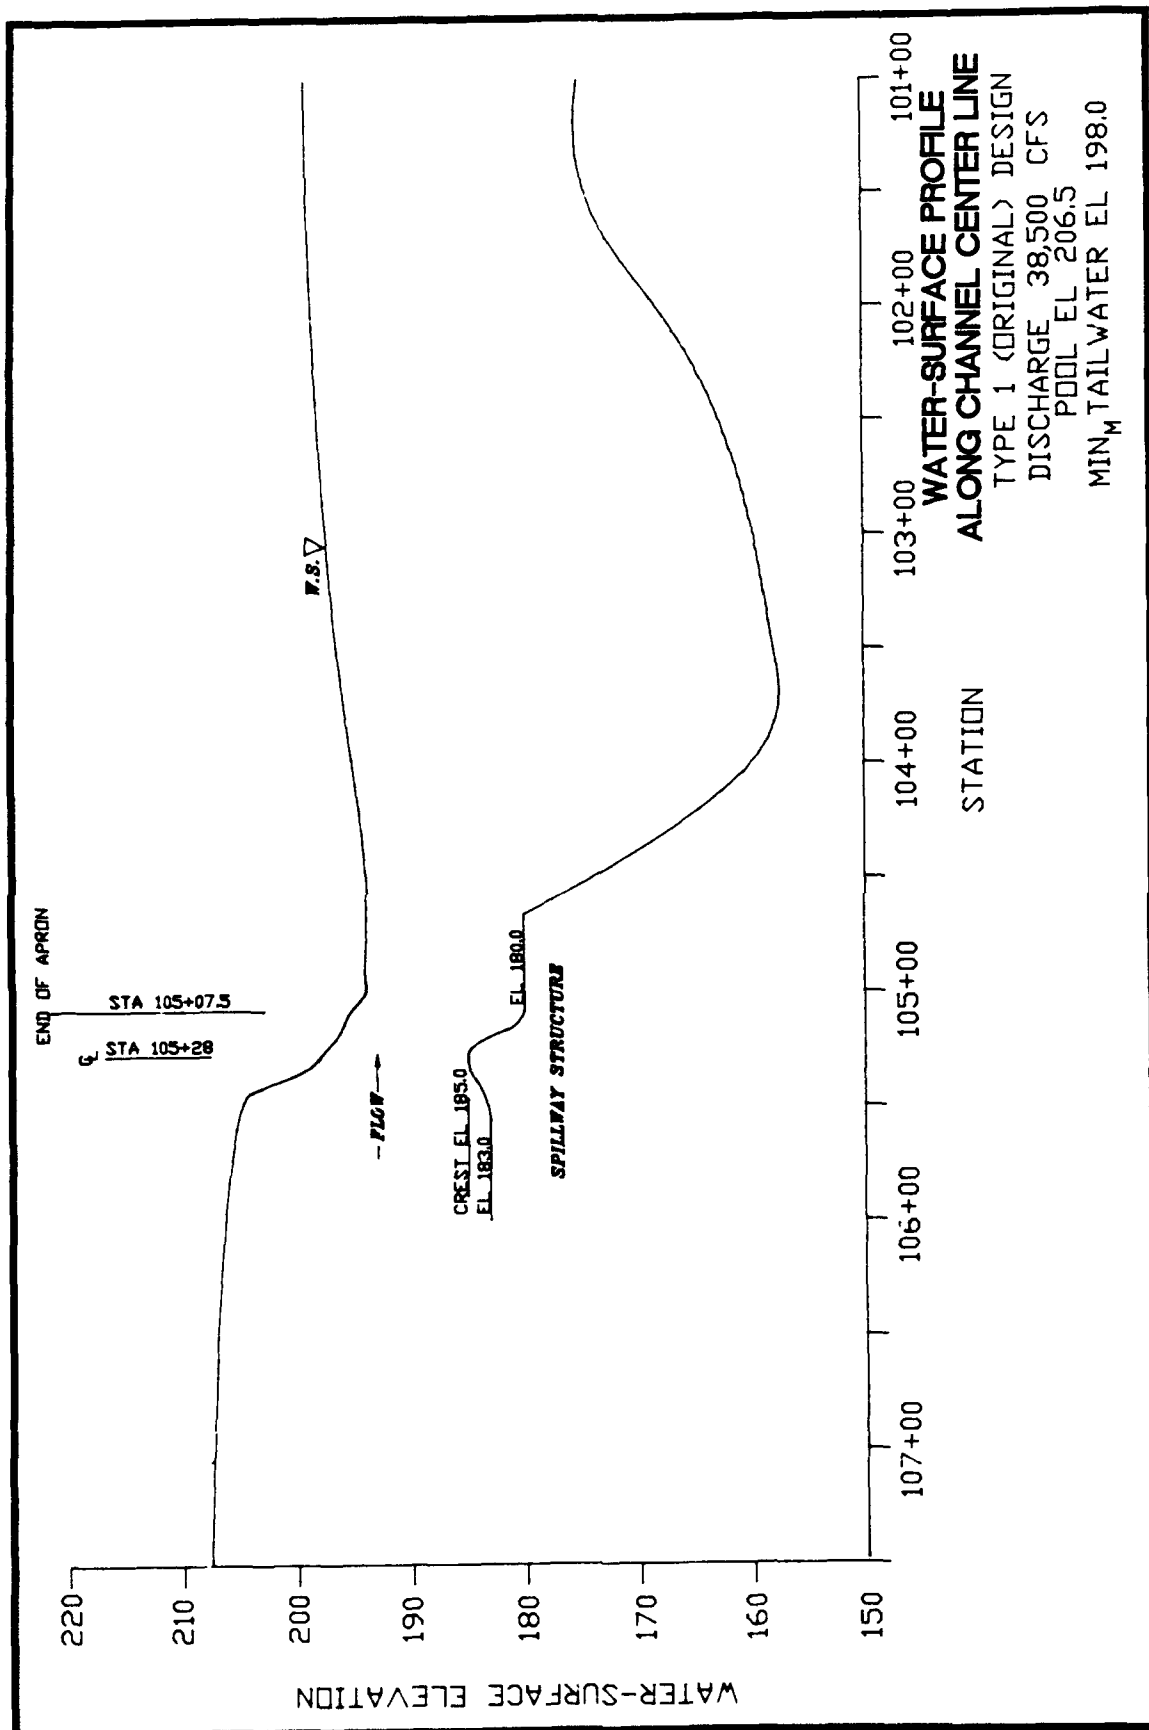 END OF APRON
STA 105+07.5
℄ STA 105+28
W.S.
FLOW
CREST EL 185.0
EL 183.0
EL 180.0
SPILLWAY STRUCTURE
WATER-SURFACE ELEVATION
220
210
200
190
180
170
160
150
107+00
106+00
105+00
104+00
103+00
102+00
101+00
STATION
WATER-SURFACE PROFILE
ALONG CHANNEL CENTER LINE
TYPE 1 (ORIGINAL) DESIGN
DISCHARGE 38,500 CFS
POOL EL 206.5
MINM TAILWATER EL 198.0